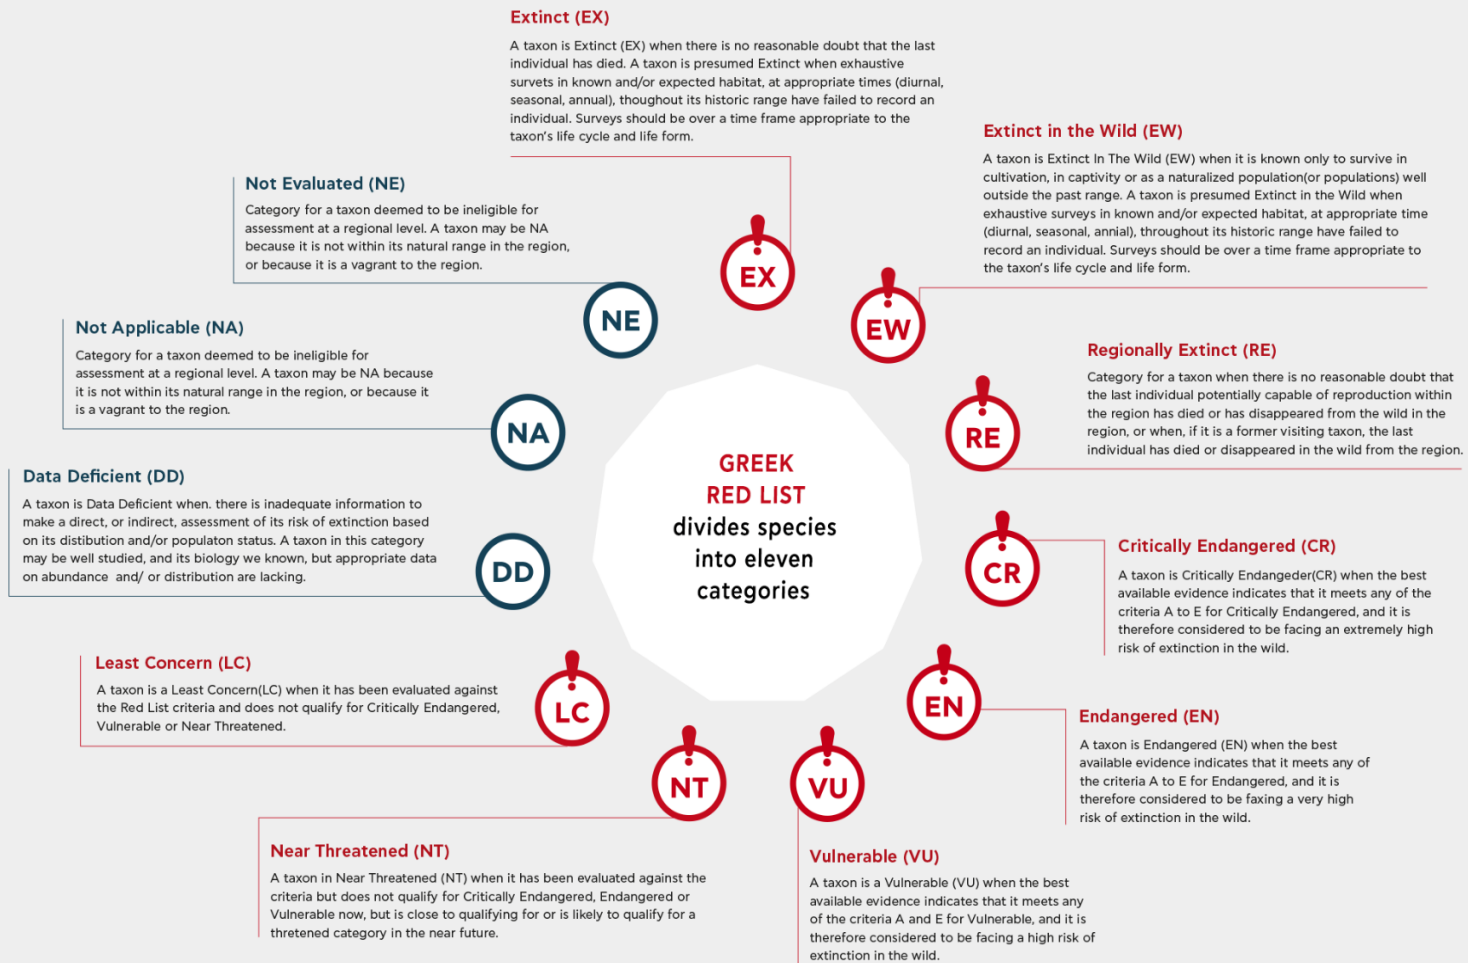 Extinct (EX)
A taxon is Extinct (EX) when there is no reasonable doubt that the last
individual has died. A taxon is presumed Extinct when exhaustive
survets in known and/or expected habitat, at appropriate times (diurnal,
seasonal, annual), thoughout its historic range have failed to record an
individual. Surveys should be over a time frame appropriate to the
taxon's life cycle and life form.
Extinct in the Wild (EW)
A taxon is Extinct In The Wild (EW) when it is known only to survive in
cultivation, in captivity or as a naturalized population(or populations) well
outside the past range. A taxon is presumed Extinct in the Wild when
exhaustive surveys in known and/or expected habitat, at appropriate time
(diurnal, seasonal, annial), throughout its historic range have failed to
record an individual. Surveys should be over a time frame appropriate to
the taxon's life cycle and life form.
Not Evaluated (NE)
Category for a taxon deemed to be ineligible for
assessment at a regional level. A taxon may be NA
because it is not within its natural range in the region,
or because it is a vagrant to the region.
EX
NE
EW
Not Applicable (NA)
Category for a taxon deemed to be ineligible for
assessment at a regional level. A taxon may be NA because
it is not within its natural range in the region, or because it
is a vagrant to the region.
Regionally Extinct (RE)
Category for a taxon when there is no reasonable doubt that
the last individual potentially capable of reproduction within
the region has died or has disappeared from the wild in the
region, or when, if it is a former visiting taxon, the last
individual has died or disappeared in the wild from the region.
NA
RE
GREEK
RED LIST
divides species
into eleven
categories
Data Deficient (DD)
A taxon is Data Deficient when. there is inadequate information to
make a direct, or indirect, assessment of its risk of extinction based
on its distibution and/or populaton status. A taxon in this category
may be well studied, and its biology we known, but appropriate data
on abundance and/ or distribution are lacking.
DD
CR
Critically Endangered (CR)
A taxon is Critically Endangeder(CR) when the best
available evidence indicates that it meets any of the
criteria A to E for Critically Endangered, and it is
therefore considered to be facing an extremely high
risk of extinction in the wild.
Least Concern (LC)
A taxon is a Least Concern(LC) when it has been evaluated against
the Red List criteria and does not qualify for Critically Endangered,
Vulnerable or Near Threatened.
LC
EN
Endangered (EN)
A taxon is Endangered (EN) when the best
available evidence indicates that it meets any of
the criteria A to E for Endangered, and it is
therefore considered to be faxing a very high
risk of extinction in the wild.
NT
VU
Near Threatened (NT)
A taxon in Near Threatened (NT) when it has been evaluated against the
criteria but does not qualify for Critically Endangered, Endangered or
Vulnerable now, but is close to qualifying for or is likely to qualify for a
thretened category in the near future.
Vulnerable (VU)
A taxon is a Vulnerable (VU) when the best
available evidence indicates that it meets any
of the criteria A and E for Vulnerable, and it is
therefore considered to be facing a high risk of
extinction in the wild.